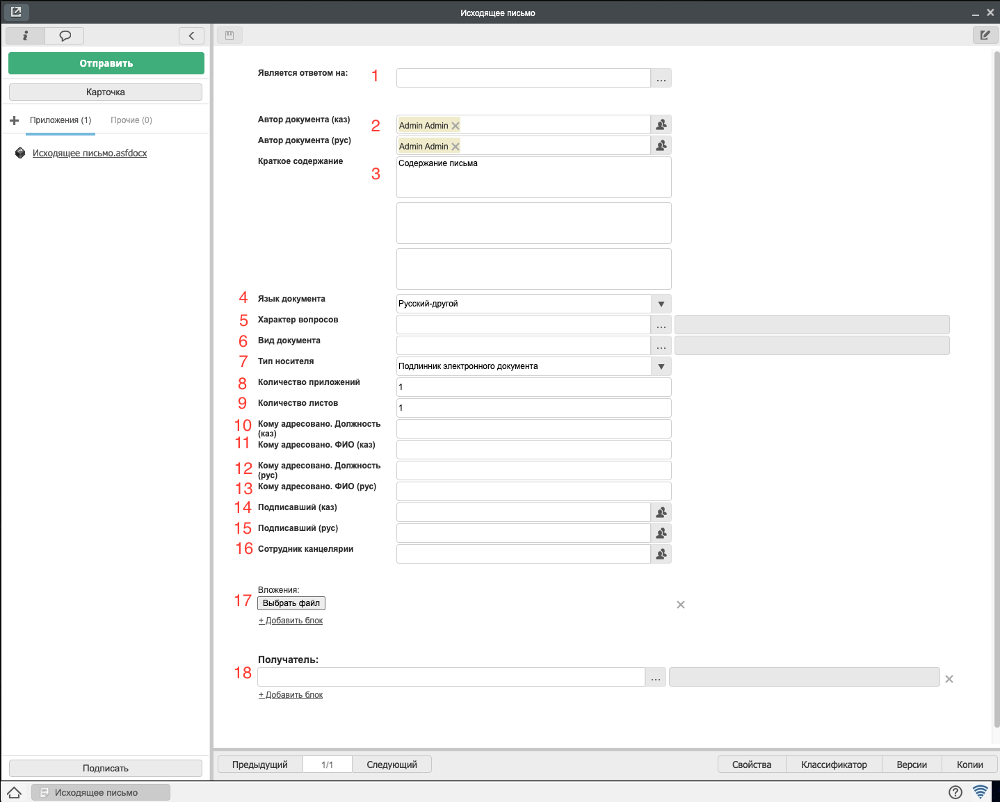 Исходящее письмо
Отправить
Карточка
Приложения (1) Прочие (0)
Исходящее письмо.asfdocx
Подписать
Является ответом на: 1 ...
Автор документа (каз) 2 Admin Admin
Автор документа (рус) Admin Admin
Краткое содержание 3 Содержание письма
4 Язык документа Русский-другой
5 Характер вопросов ...
6 Вид документа ...
7 Тип носителя Подлинник электронного документа
8 Количество приложений 1
9 Количество листов 1
10 Кому адресовано. Должность
(каз)
11 Кому адресовано. ФИО (каз)
12 Кому адресовано. Должность
(рус)
13 Кому адресовано. ФИО (рус)
14 Подписавший (каз)
15 Подписавший (рус)
16 Сотрудник канцелярии
Вложения:
17 Выбрать файл
+ Добавить блок
Получатель:
18 ...
+ Добавить блок
Предыдущий 1/1 Следующий Свойства Классификатор Версии Копии
Исходящее письмо